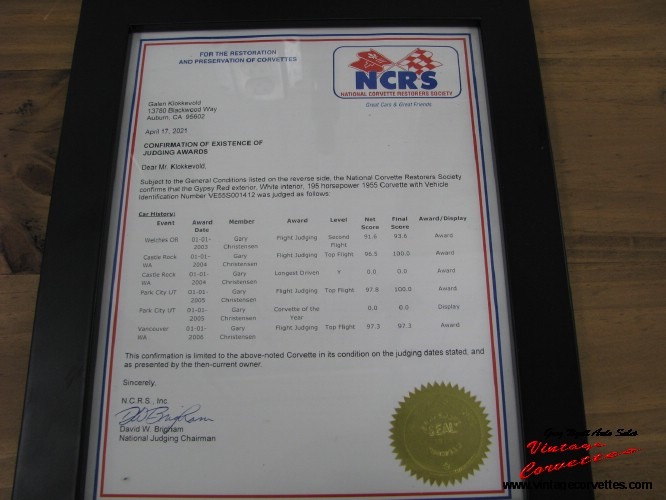 FOR THE RESTORATION
AND PRESERVATION OF CORVETTES
NCRS
NATIONAL CORVETTE RESTORERS SOCIETY
Great Cars & Great Friends
Galen Klokkevold
13780 Blackwood Way
Auburn, CA 95602
April 17, 2021
CONFIRMATION OF EXISTENCE OF
JUDGING AWARDS
Dear Mr. Klokkevold,
Subject to the General Conditions listed on the reverse side, the National Corvette Restorers Society
confirms that the Gypsy Red exterior, White interior, 195 horsepower 1955 Corvette with Vehicle
Identification Number VE55S001412 was judged as follows:
Car History:
Event Award Date Member Award Level Net Score Final Score Award/Display
Welches OR 01-01-2003 Gary Christensen Flight Judging Second Flight 91.6 93.6 Award
Castle Rock WA 01-01-2004 Gary Christensen Flight Judging Top Flight 96.5 100.0 Award
Castle Rock WA 01-01-2004 Gary Christensen Longest Driven Y 0.0 0.0 Award
Park City UT 01-01-2005 Gary Christensen Flight Judging Top Flight 97.8 100.0 Award
Park City UT 01-01-2005 Gary Christensen Corvette of the Year 0.0 0.0 Display
Vancouver WA 01-01-2006 Gary Christensen Flight Judging Top Flight 97.3 97.3 Award
This confirmation is limited to the above-noted Corvette in its condition on the judging dates stated, and
as presented by the then-current owner.
Sincerely,
N.C.R.S., Inc.
DWBrigham
David W. Brigham
National Judging Chairman
SEAL
Auto Sales
Vintage
Corvettes
www.vintagecorvettes.com